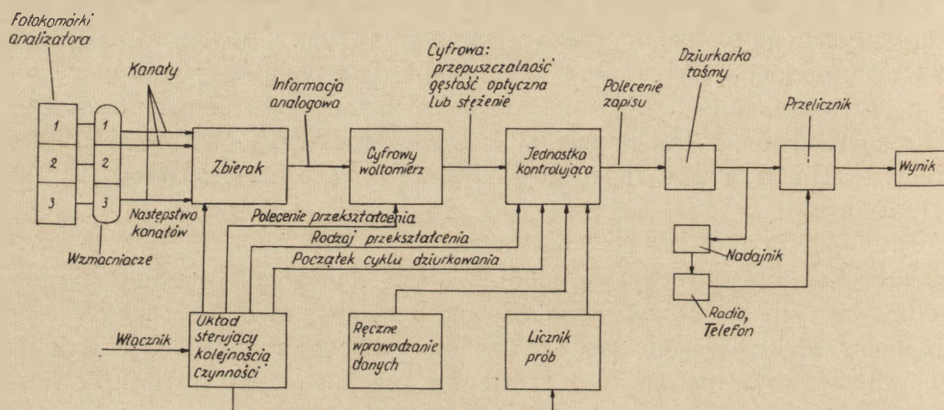 Fotokomórki
analizatora
Kanały
Informacja
analogowa
Cyfrowa:
przepuszczalność
gęstość optyczna
lub stężenie
Polecenie
zapisu
Dziurkarka
taśmy
Przelicznik
1
2
3
1
2
3
Zbierak
Cyfrowy
woltomierz
Jednostka
kontrolująca
Wynik
Następstwo
kanatów
Wzmacniacze
Polecenie przekształcenia
Rodzaj przekształcenia
Początek cyklu dziurkowania
Nadajnik
Radio,
Telefon
Włącznik
Układ
sterujący
kolejnością
czynności
Ręczne
wprowadzanie
danych
Licznik
prób